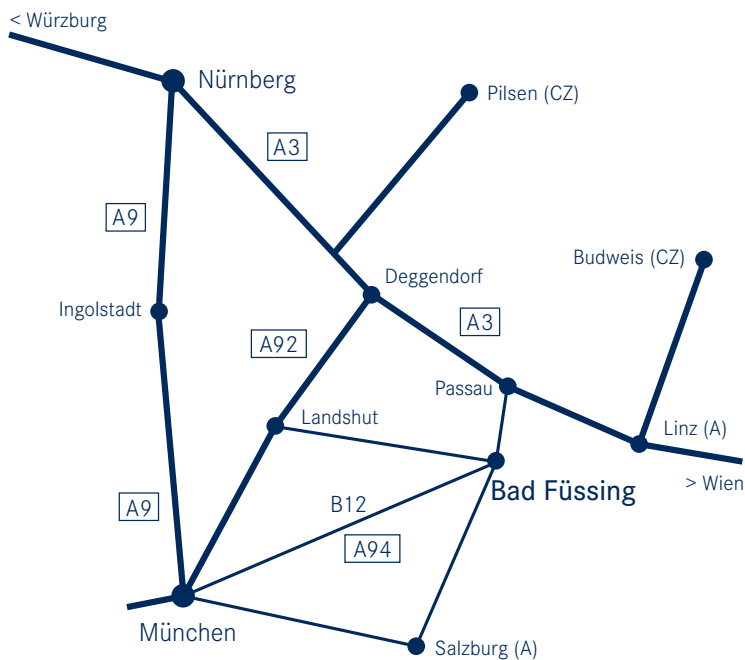 < Würzburg
Nürnberg
Pilsen (CZ)
A3
A9
Budweis (CZ)
Deggendorf
Ingolstadt
A3
A92
Passau
Landshut
Linz (A)
> Wien
Bad Füssing
B12
A9
A94
München
Salzburg (A)